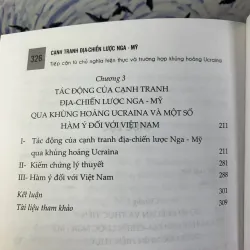 326
CẠNH TRANH ĐỊA-CHIẾN LƯỢC NGA - MỸ
Tiếp cận từ chủ nghĩa hiện thực và trường hợp khủng hoảng Ucraina
Chương 3
TÁC ĐỘNG CỦA CẠNH TRANH
ĐỊA-CHIẾN LƯỢC NGA - MỸ
QUA KHỦNG HOẢNG UCRAINA VÀ MỘT SỐ
HÀM Ý ĐỐI VỚI VIỆT NAM 211
I- Tác động của cạnh tranh địa-chiến lược Nga - Mỹ
qua khủng hoảng Ucraina 211
II- Kiểm chứng lý thuyết 281
III- Hàm ý đối với Việt Nam 288
Kết luận 301
Tài liệu tham khảo 309